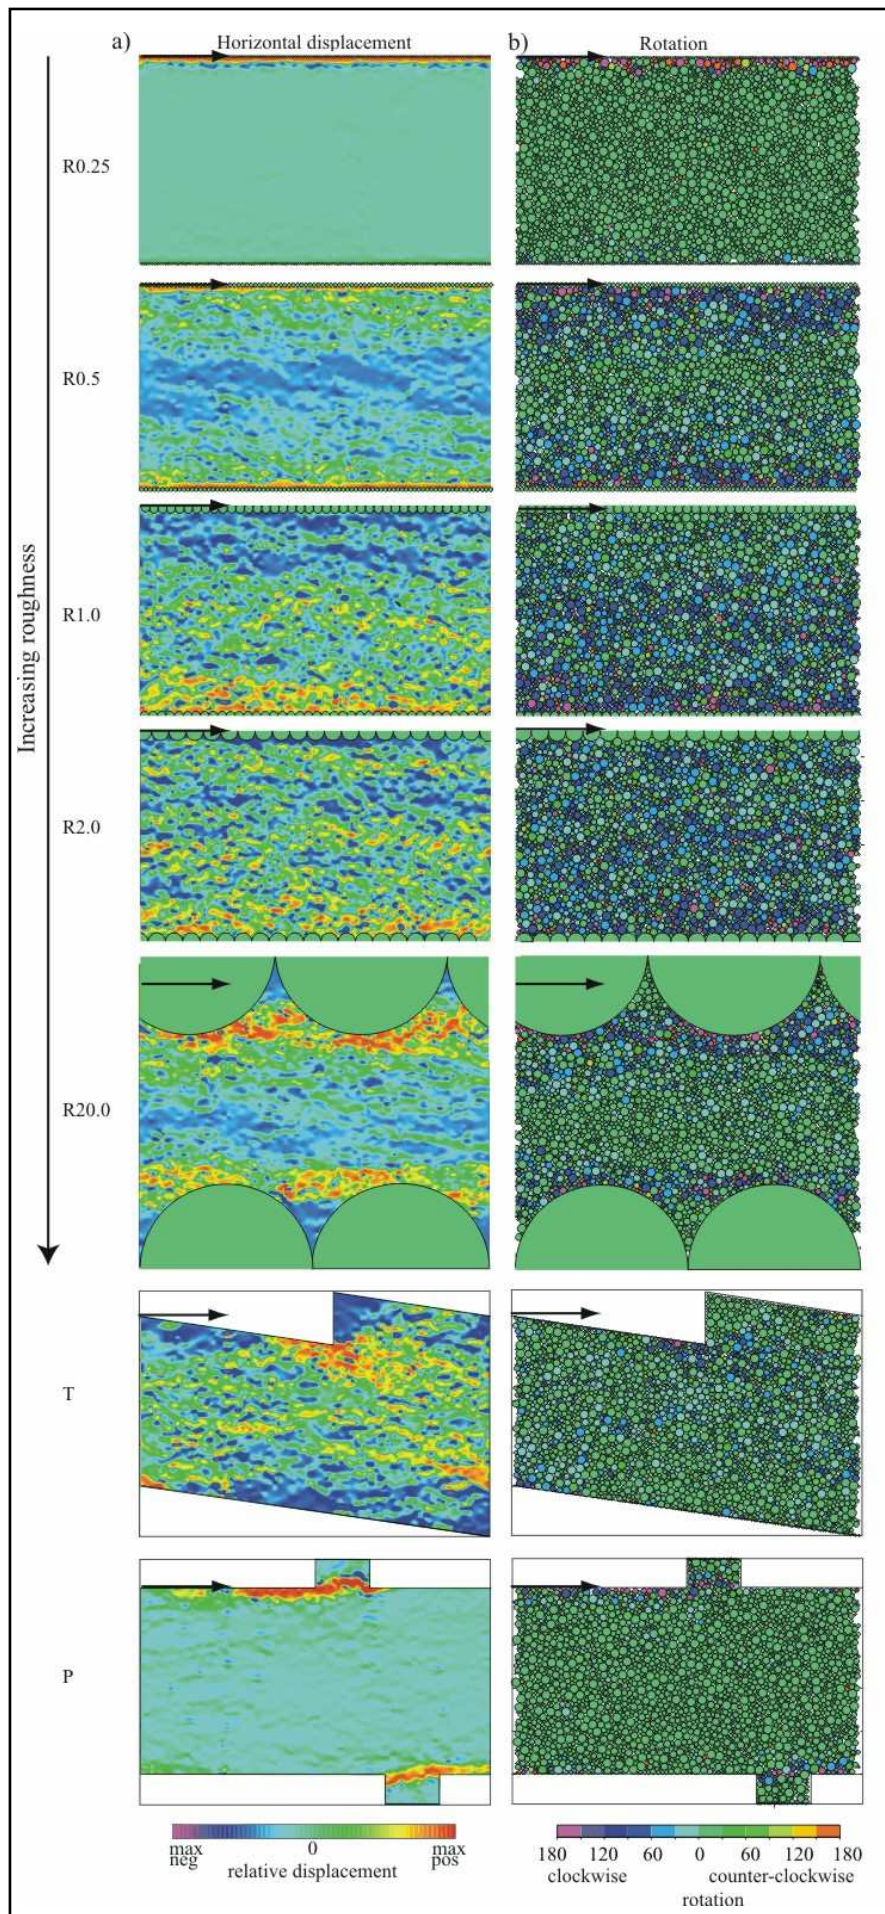 a) Horizontal displacement b) Rotation
R0.25
R0.5
R1.0
Increasing roughness
R2.0
R20.0
T
P
max neg 0 max pos
relative displacement
180 120 60 0 60 120 180
clockwise counter-clockwise
rotation